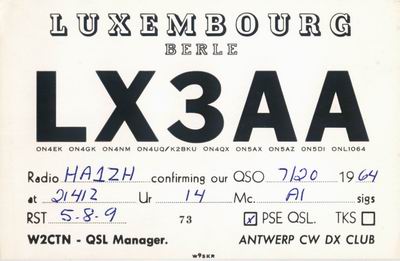 LUXEMBOURG
BERLE
LX3AA
ON4EK ON4GK ON4NM ON4UQ/K2BKU ON4QX ON5AX ON5AZ ON5DI ONL1064
Radio HA1ZH confirming our QSO 7/20 1964
at 21412 Ur 14 Mc. A1 sigs
RST 5-8-9 73 x PSE QSL. TKS
W2CTN - QSL Manager. ANTWERP CW DX CLUB
W9SKR